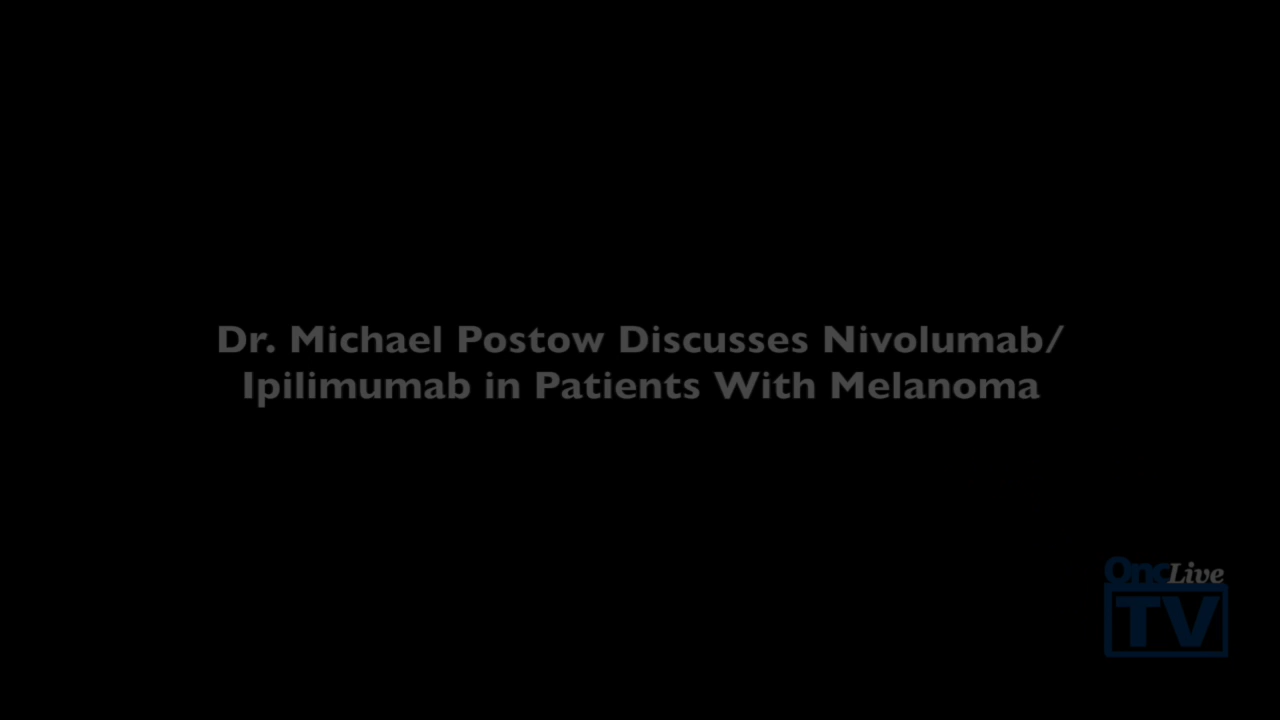 Dr. Michael Postow Discusses Nivolumab/
Ipilimumab in Patients With Melanoma
OncLive
TV